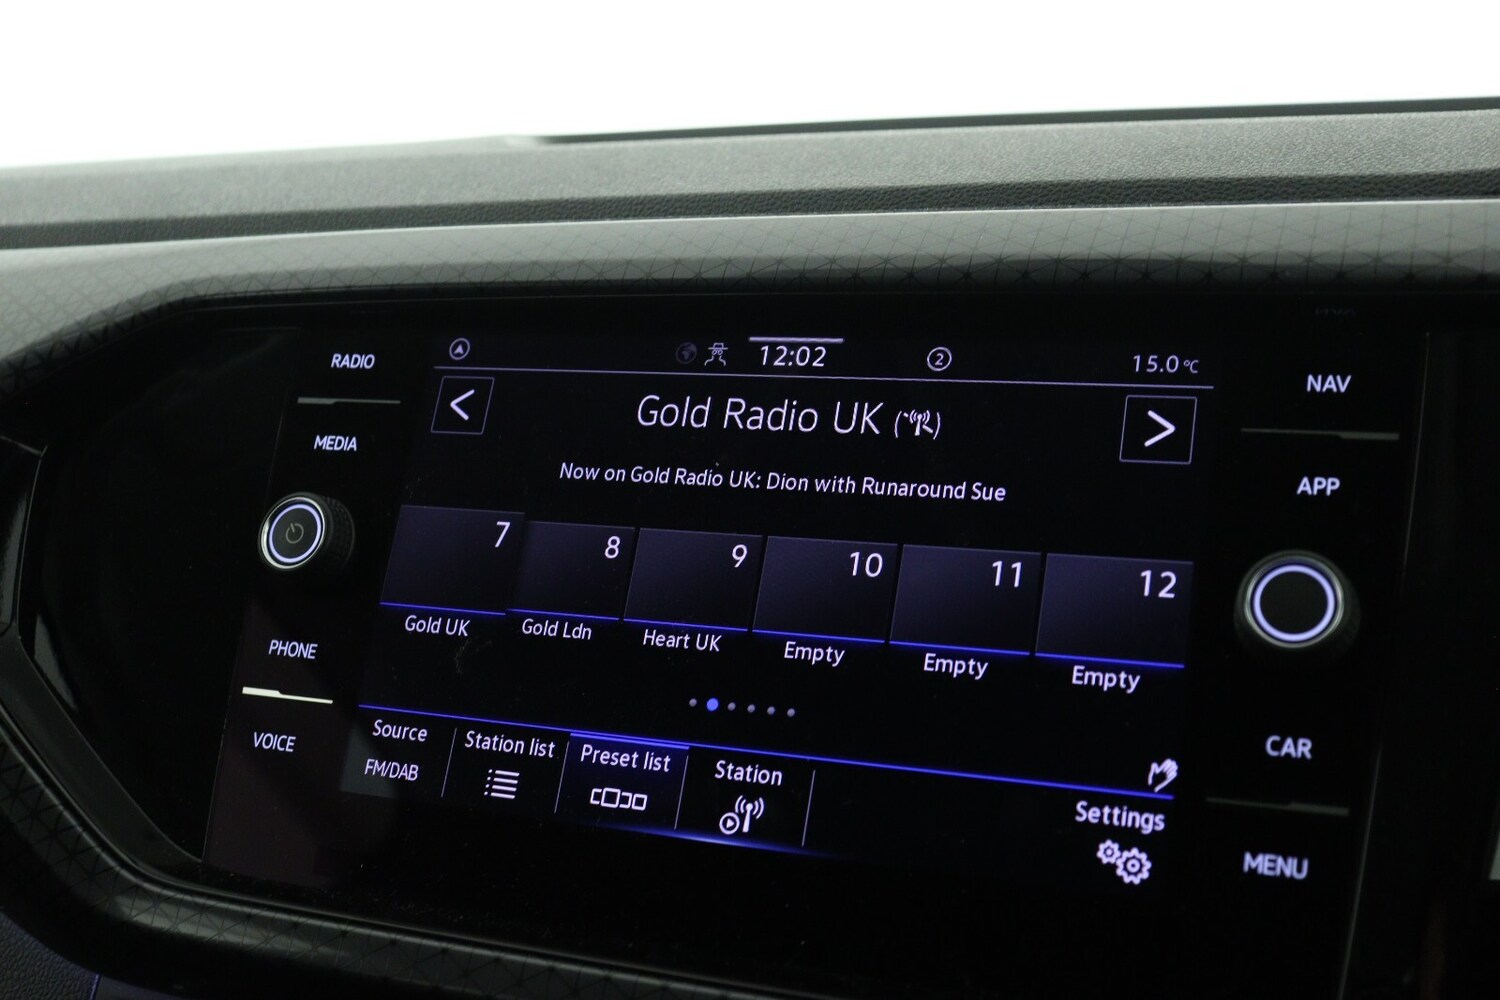 RADIO
MEDIA
PHONE
VOICE
12:02
2
15.0°C
<
Gold Radio UK
>
Now on Gold Radio UK: Dion with Runaround Sue
7 8 9 10 11 12
Gold UK Gold Ldn Heart UK Empty Empty Empty
Source Station list Preset list Station Settings
FM/DAB
NAV
APP
CAR
MENU